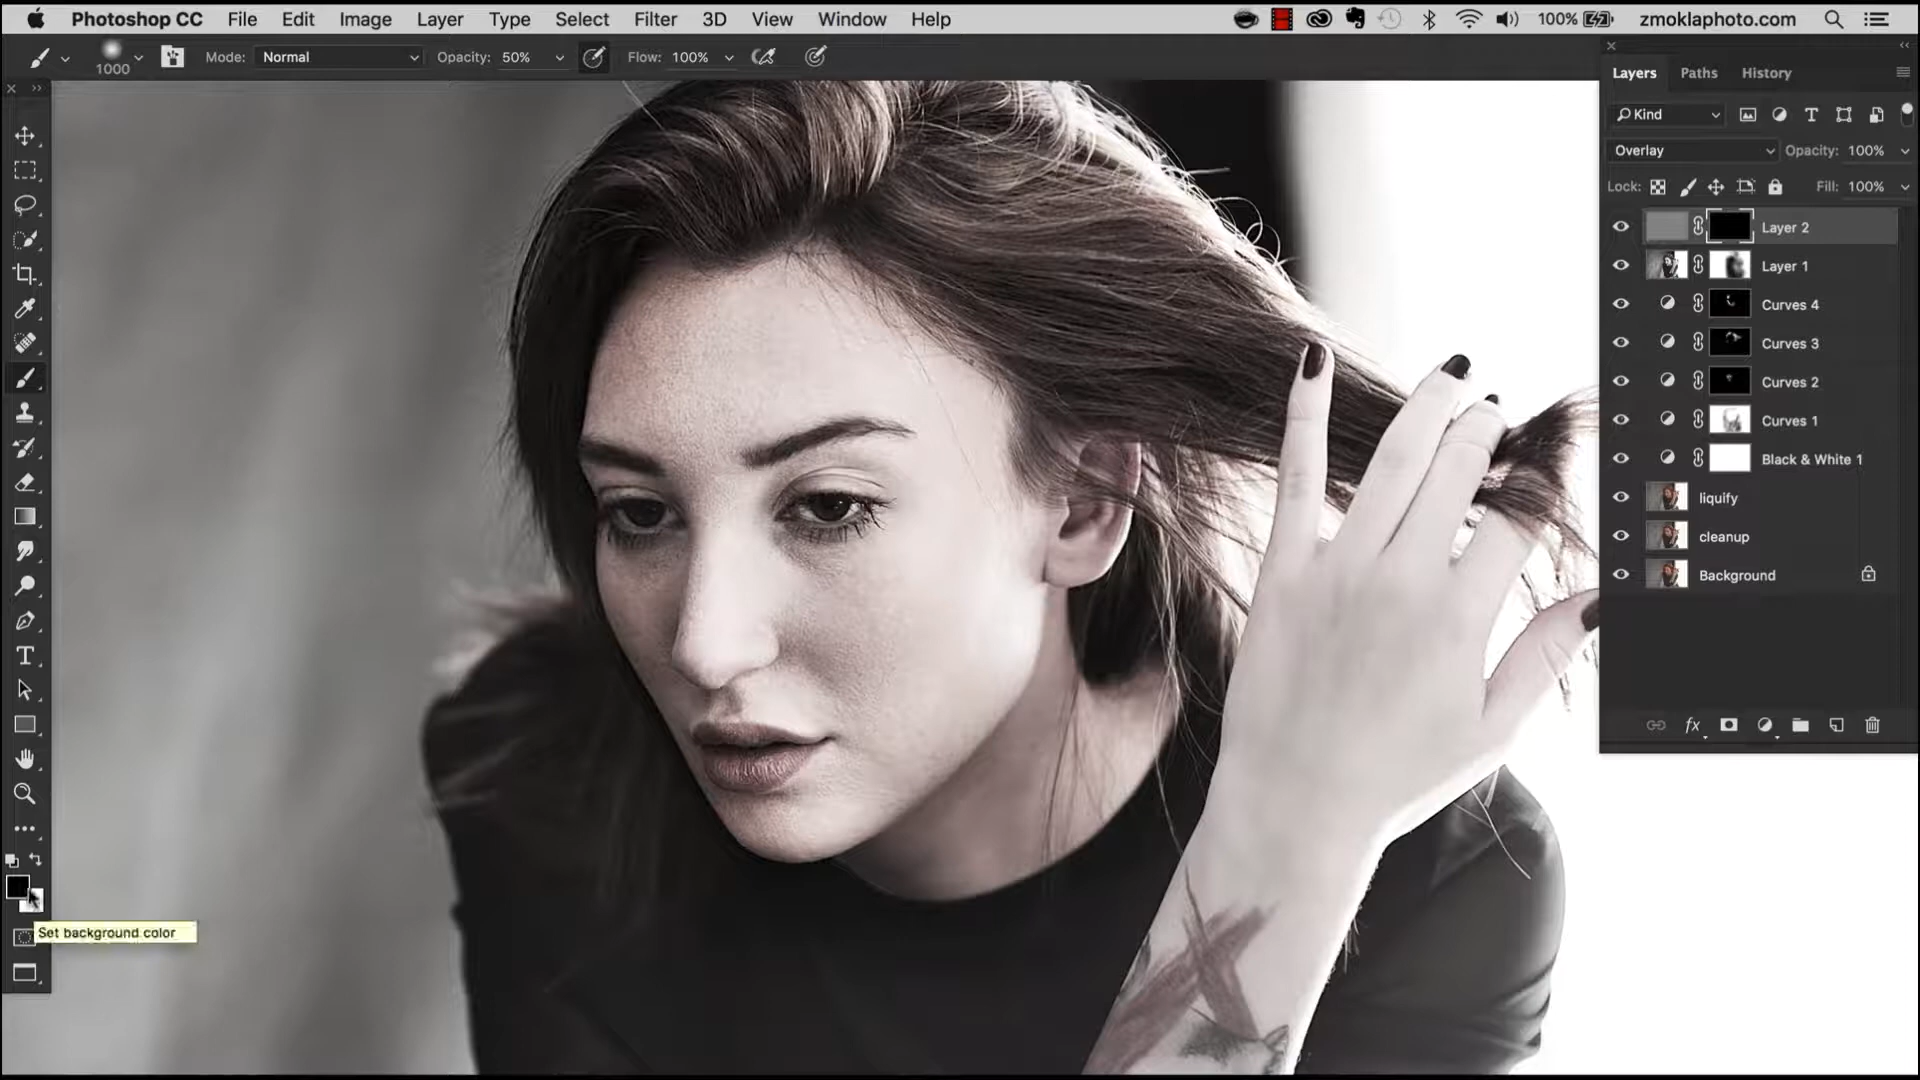 Photoshop CC File Edit Image Layer Type Select Filter 3D View Window Help 100% zmoklaphoto.com
1000 Mode: Normal Opacity: 50% Flow: 100%
Layers Paths History
Kind
Overlay Opacity: 100%
Lock: Fill: 100%
Layer 2
Layer 1
Curves 4
Curves 3
Curves 2
Curves 1
Black & White 1
liquify
cleanup
Background
fx
Set background color